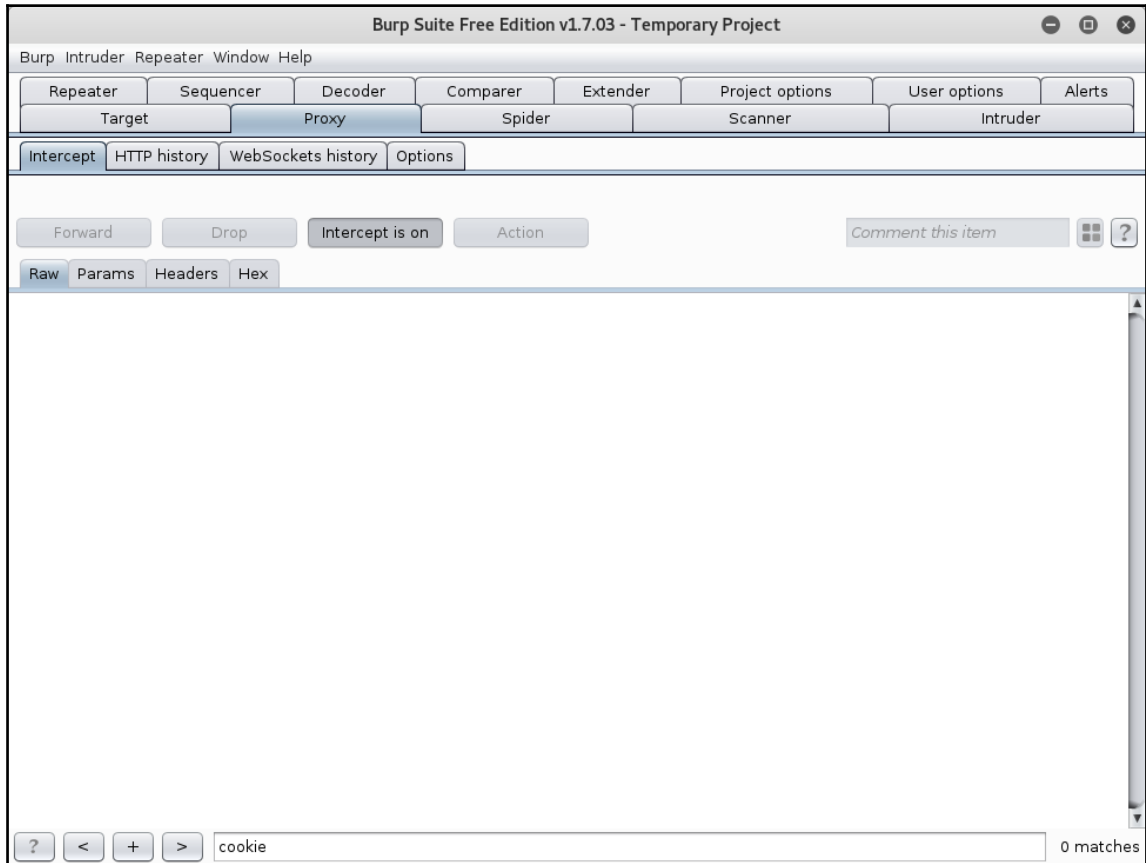 Burp Suite Free Edition v1.7.03 - Temporary Project
Burp Intruder Repeater Window Help
Repeater Sequencer Decoder Comparer Extender Project options User options Alerts
Target Proxy Spider Scanner Intruder
Intercept HTTP history WebSockets history Options
Forward Drop Intercept is on Action Comment this item ?
Raw Params Headers Hex
? < + > cookie 0 matches